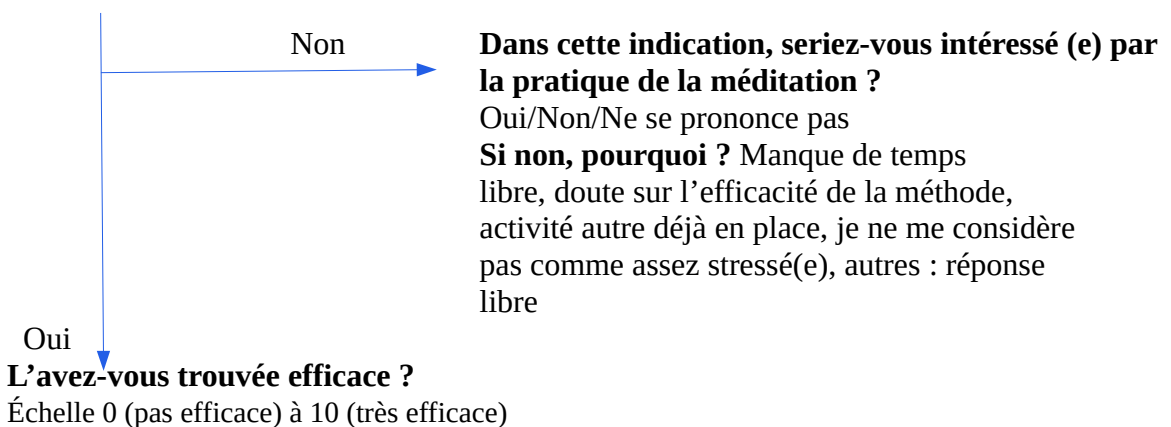 Non
Dans cette indication, seriez-vous intéressé (e) par
la pratique de la méditation ?
Oui/Non/Ne se prononce pas
Si non, pourquoi ? Manque de temps
libre, doute sur l’efficacité de la méthode,
activité autre déjà en place, je ne me considère
pas comme assez stressé(e), autres : réponse
libre
Oui
L’avez-vous trouvée efficace ?
Échelle 0 (pas efficace) à 10 (très efficace)